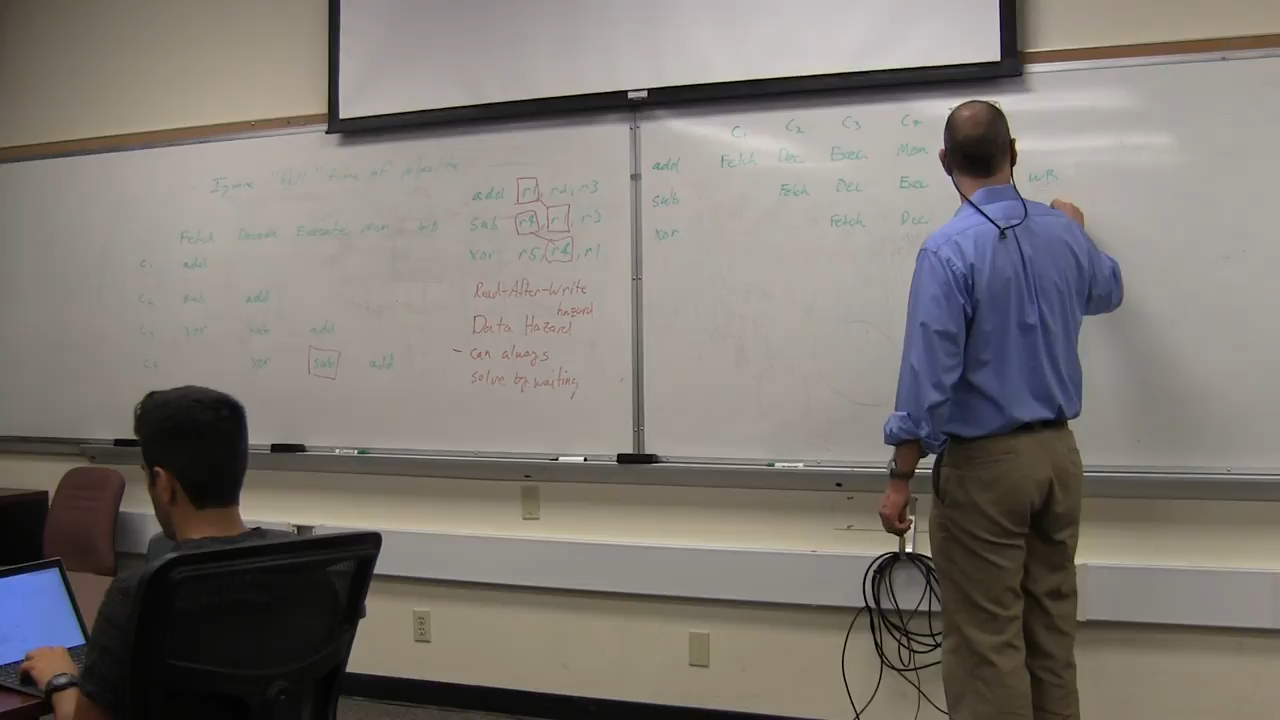 Ignore "fill" time of pipeline
Fetch Decode Execute Mem WB
C1 add
C2 sub add
C3 xor sub add
C4 xor sub add
add r1, r2, r3
sub r4, r1, r3
xor r5, r4, r1
Read-After-Write
hazard
Data Hazard
- can always
solve by waiting
C1 C2 C3 C4
add Fetch Dec Exec Mem
sub Fetch Dec Exec WB
xor Fetch Dec